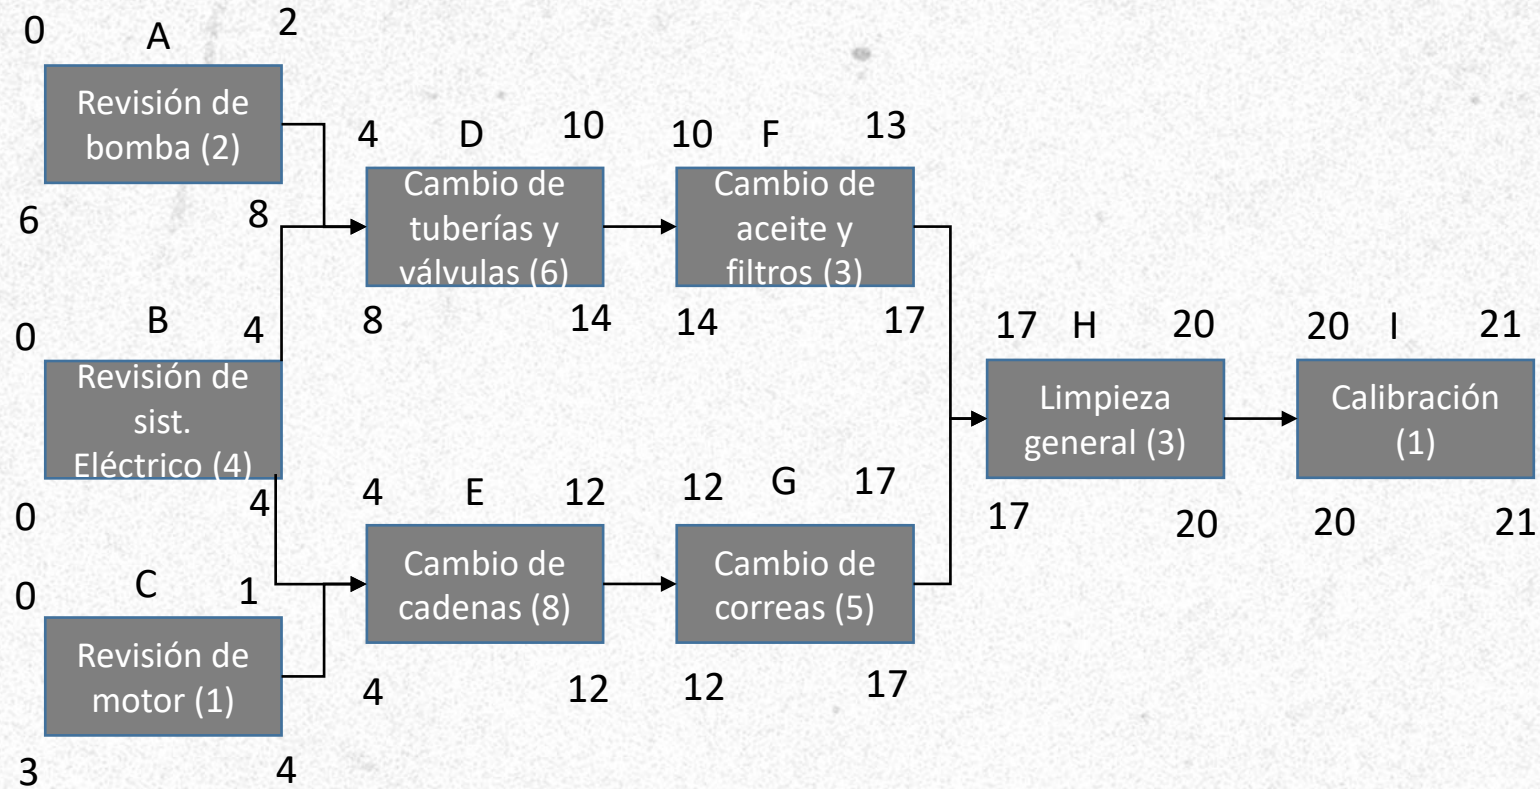 0 A 2
Revisión de
bomba (2)
6 8
4 D 10
Cambio de
tuberías y
válvulas (6)
8 14
10 F 13
Cambio de
aceite y
filtros (3)
14 17
0 B 4
Revisión de
sist.
Eléctrico (4)
0 4
17 H 20
Limpieza
general (3)
17 20
20 I 21
Calibración
(1)
20 21
4 E 12
Cambio de
cadenas (8)
4 12
12 G 17
Cambio de
correas (5)
12 17
0 C 1
Revisión de
motor (1)
3 4